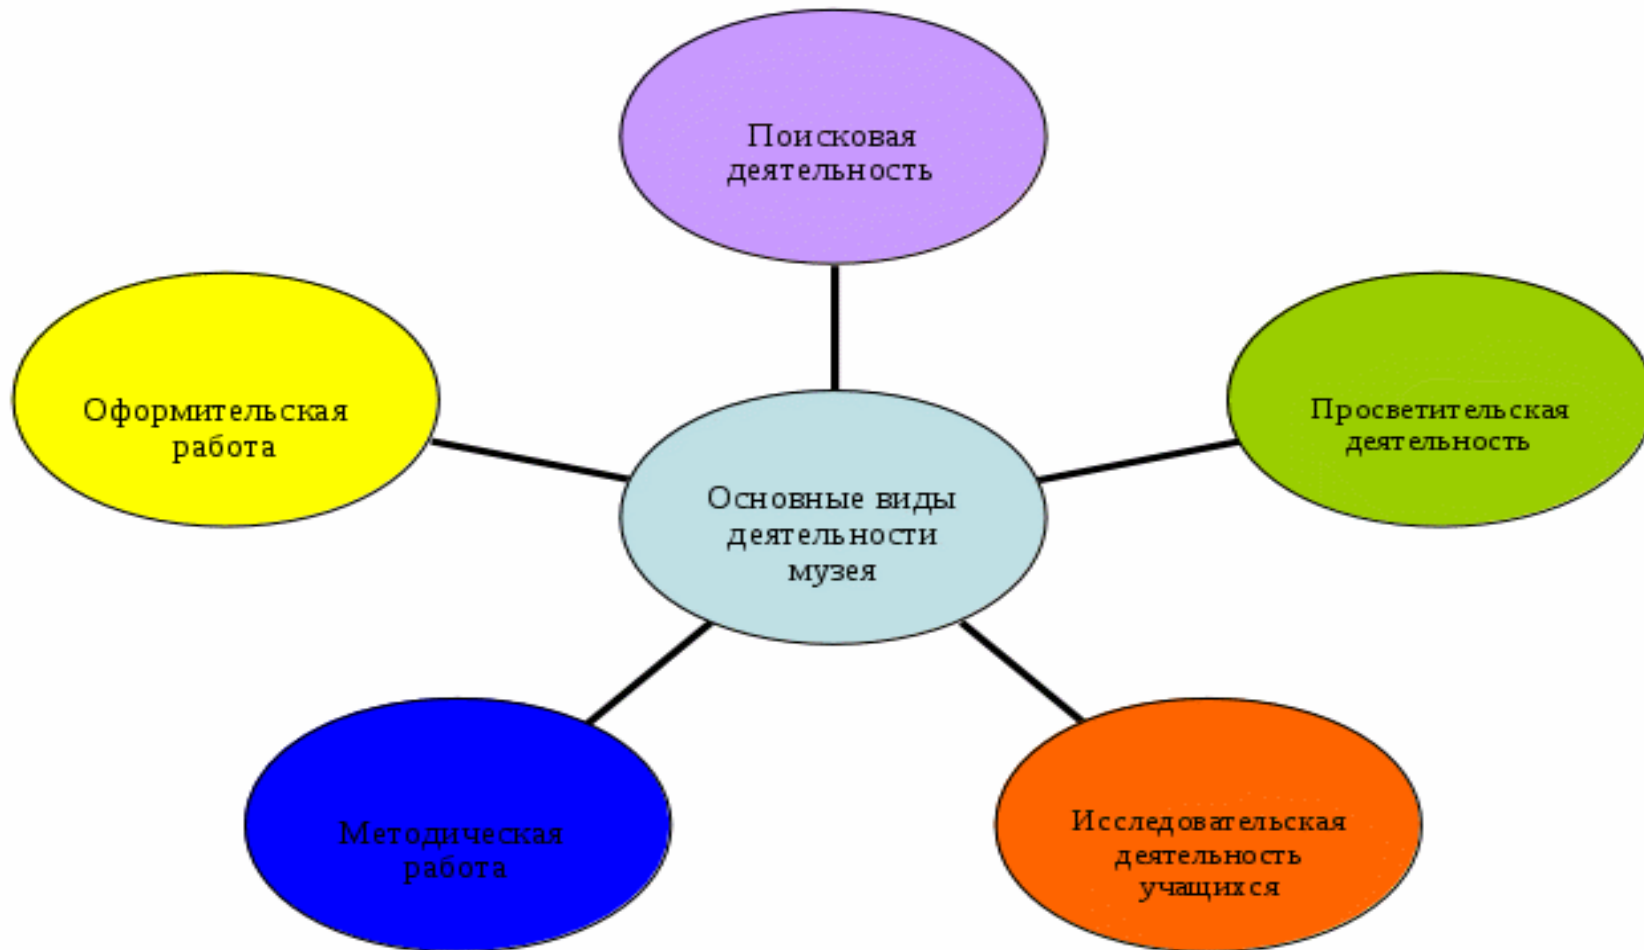 Поисковая
деятельность
Оформительская
работа
Просветительская
деятельность
Основные виды
деятельности
музея
Методическая
работа
Исследовательская
деятельность
учащихся